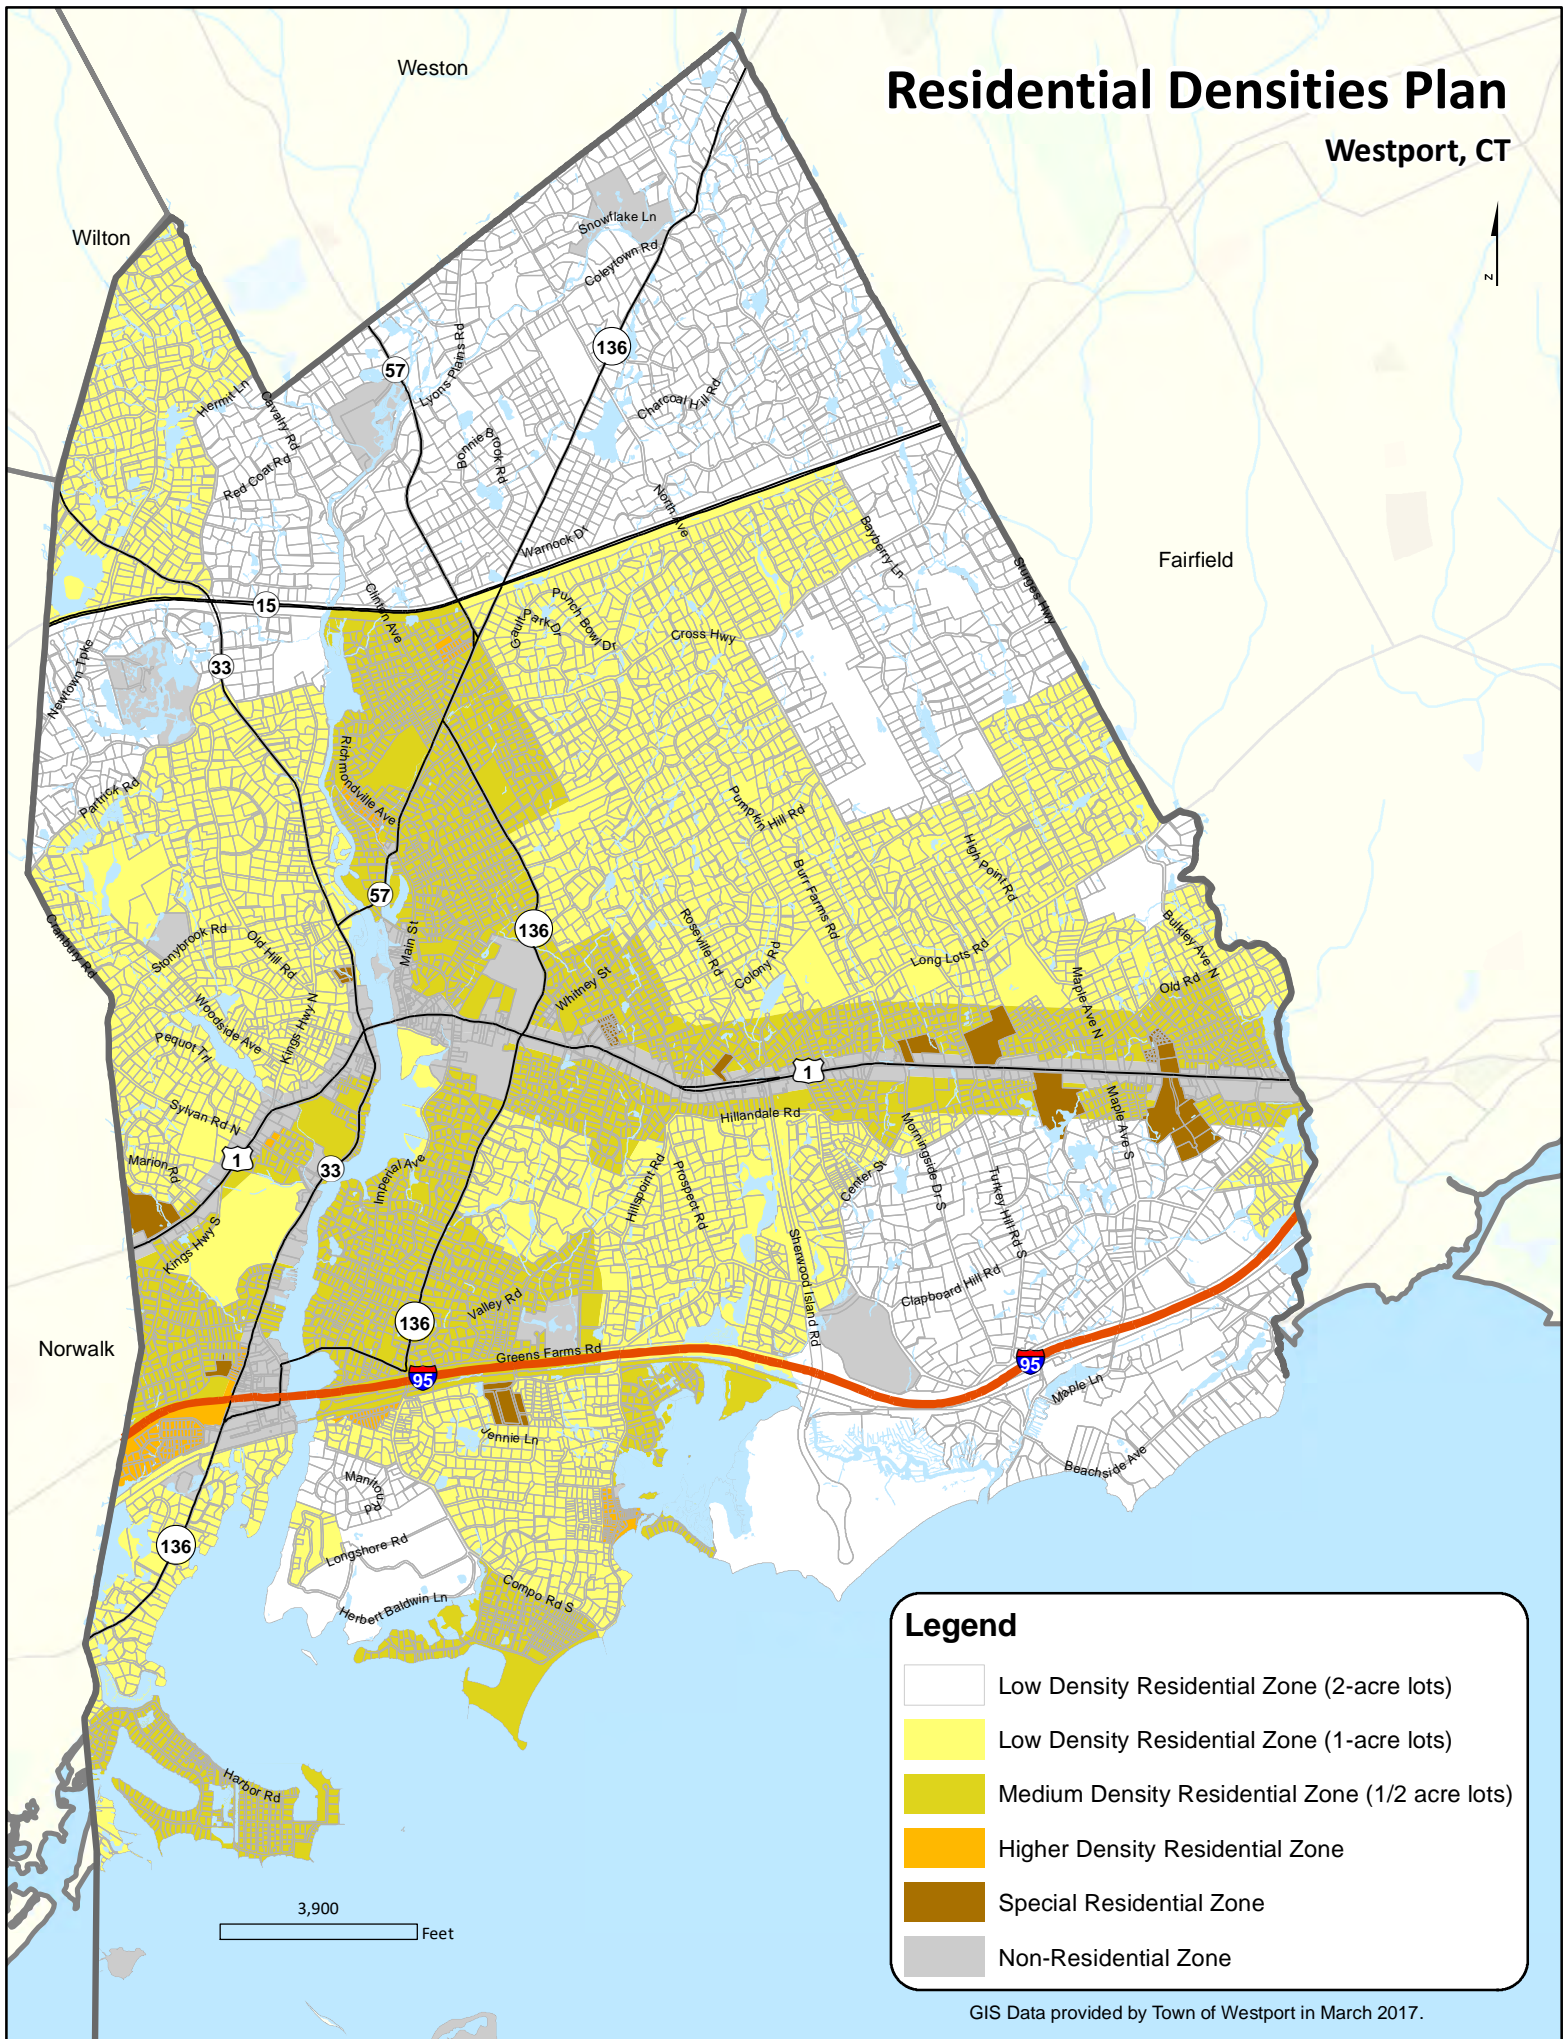 Residential Densities Plan
Westport, CT
N
Weston
Wilton
Fairfield
Norwalk
Snowflake Ln
Coleytown Rd
136
57
Lyons Plains Rd
Hermit Ln
Cavalry Rd
Charcoal Hill Rd
Bonnie Brook Rd
Red Coat Rd
North Ave
Warnock Dr
Bayberry Ln
Sturges Hwy
15
Clinton Ave
Punch Bowl Dr
Gault Park Dr
Cross Hwy
Newtown Tpke
33
Richmondville Ave
Partrick Rd
Pumpkin Hill Rd
High Point Rd
Burr Farms Rd
57
136
Main St
Roseville Rd
Colony Rd
Long Lots Rd
Bulkley Ave N
Cranbury Rd
Stonybrook Rd
Old Hill Rd
Whitney St
Maple Ave N
Old Rd
Woodside Ave
Kings Hwy N
Pequot Trl
1
Sylvan Rd N
Hillandale Rd
Maple Ave S
Morningside Dr S
Marion Rd
1
33
Imperial Ave
Hillspoint Rd
Prospect Rd
Center St
Turkey Hill Rd S
Kings Hwy S
Sherwood Island Rd
Clapboard Hill Rd
Valley Rd
136
Greens Farms Rd
95
95
Maple Ln
Jennie Ln
Beachside Ave
Manitou Rd
136
Longshore Rd
Compo Rd S
Herbert Baldwin Ln
Harbor Rd
3,900
Feet
Legend
Low Density Residential Zone (2-acre lots)
Low Density Residential Zone (1-acre lots)
Medium Density Residential Zone (1/2 acre lots)
Higher Density Residential Zone
Special Residential Zone
Non-Residential Zone
GIS Data provided by Town of Westport in March 2017.